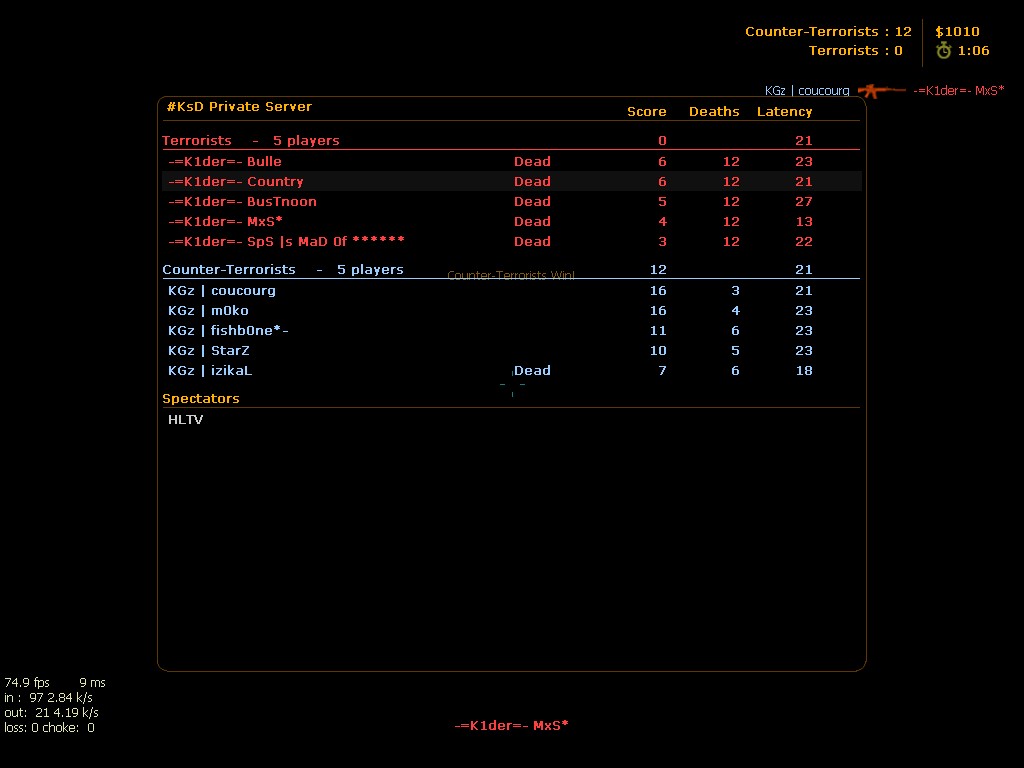 Counter-Terrorists : 12 $1010
Terrorists : 0 1:06
KGz | coucourg -=K1der=- MxS*
#KsD Private Server Score Deaths Latency
Terrorists - 5 players 0 21
-=K1der=- Bulle Dead 6 12 23
-=K1der=- Country Dead 6 12 21
-=K1der=- BusTnoon Dead 5 12 27
-=K1der=- MxS* Dead 4 12 13
-=K1der=- SpS |s MaD 0f ****** Dead 3 12 22
Counter-Terrorists - 5 players 12 21
Counter-Terrorists Win!
KGz | coucourg 16 3 21
KGz | m0ko 16 4 23
KGz | fishb0ne*- 11 6 23
KGz | StarZ 10 5 23
KGz | izikaL Dead 7 6 18
Spectators
HLTV
74.9 fps 9 ms
in : 97 2.84 k/s
out: 21 4.19 k/s
loss: 0 choke: 0
-=K1der=- MxS*